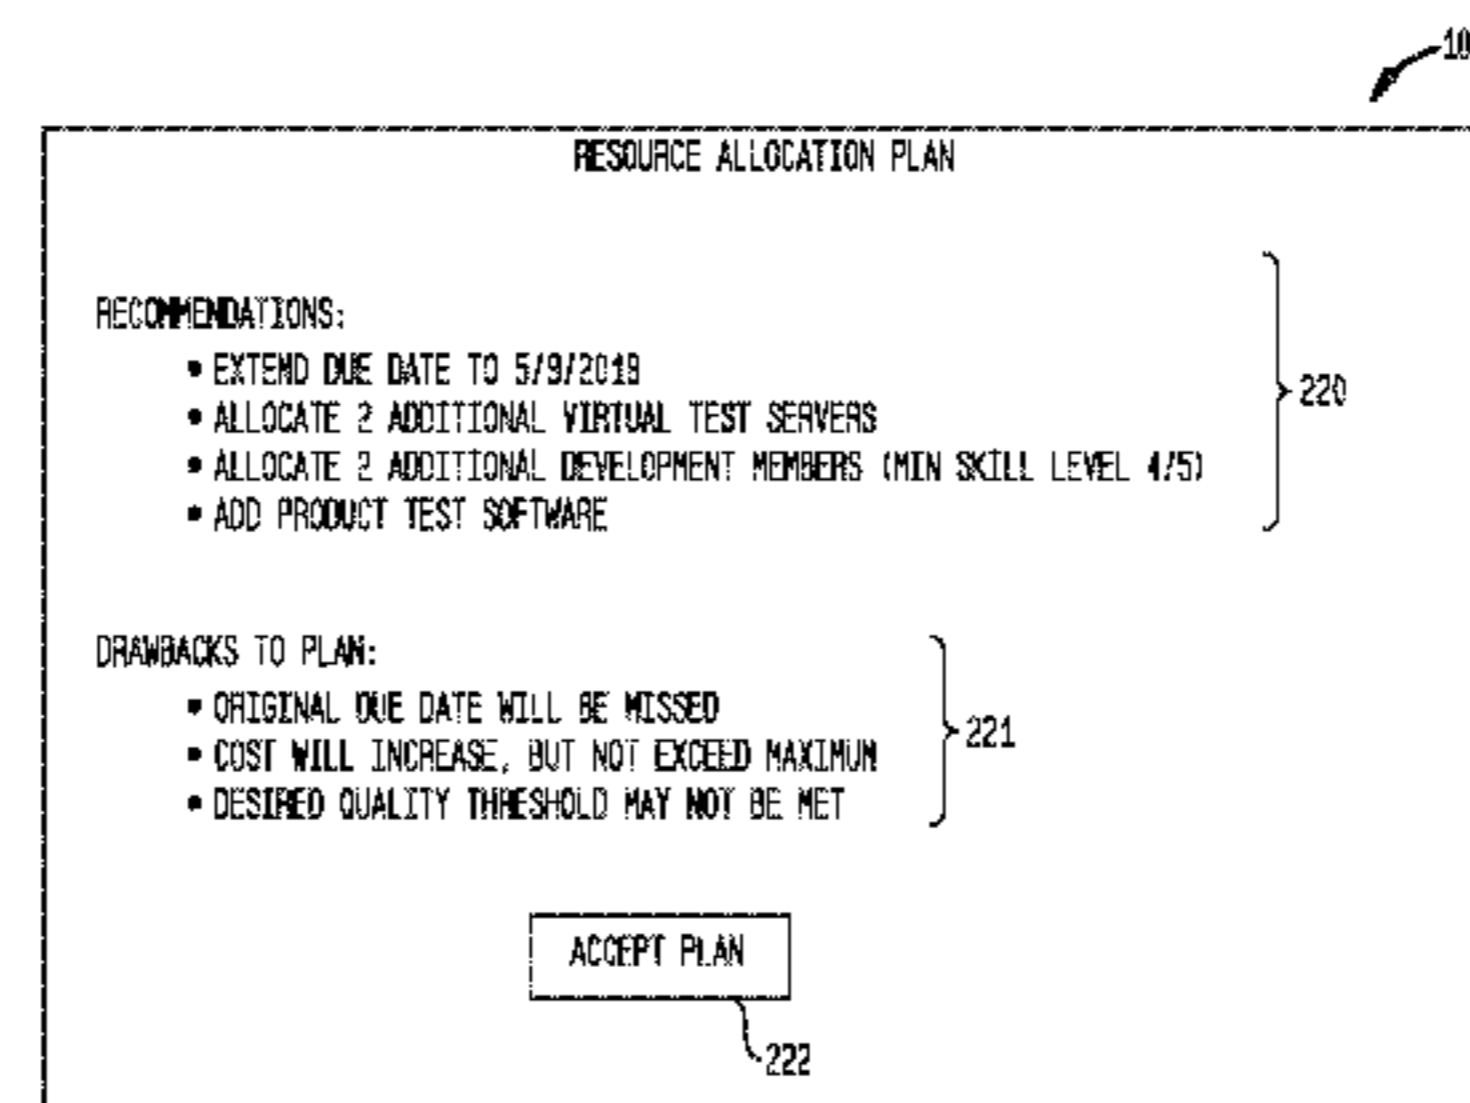 10
RESOURCE ALLOCATION PLAN
RECOMMENDATIONS:
• EXTEND DUE DATE TO 5/9/2019
• ALLOCATE 2 ADDITIONAL VIRTUAL TEST SERVERS
• ALLOCATE 2 ADDITIONAL DEVELOPMENT MEMBERS (MIN SKILL LEVEL 4/5)
• ADD PRODUCT TEST SOFTWARE
220
DRAWBACKS TO PLAN:
• ORIGINAL DUE DATE WILL BE MISSED
• COST WILL INCREASE, BUT NOT EXCEED MAXIMUM
• DESIRED QUALITY THRESHOLD MAY NOT BE MET
221
ACCEPT PLAN
222